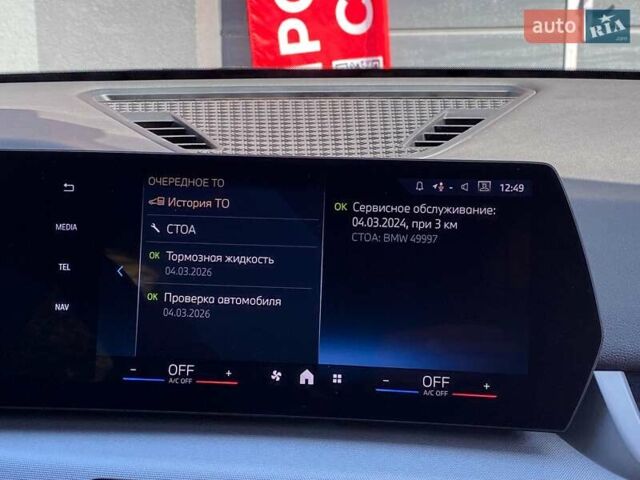 ПРО
С
auto RIA
.com
ОЧЕРЕДНОЕ ТО
12:49
История ТО
OK Сервисное обслуживание:
04.03.2024, при 3 км
СТОА: BMW 49997
СТОА
MEDIA
OK Тормозная жидкость
04.03.2026
TEL
OK Проверка автомобиля
04.03.2026
NAV
− OFF +
A/C OFF
− OFF +
A/C OFF